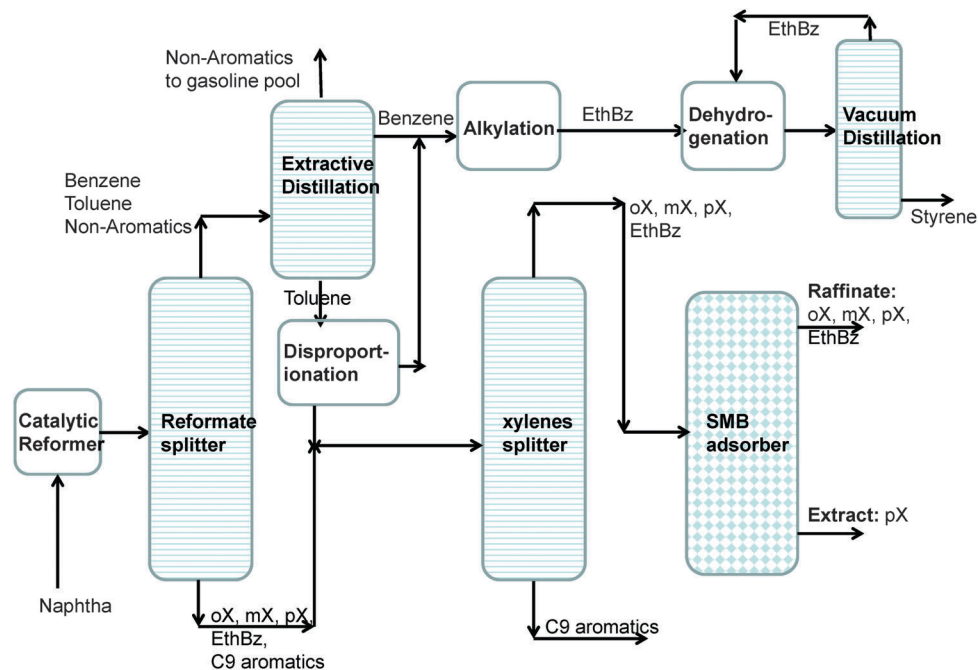 EthBz
Non-Aromatics
to gasoline pool
Benzene
Alkylation
EthBz
Dehydro-
genation
Vacuum
Distillation
Extractive
Distillation
Benzene
Toluene
Non-Aromatics
oX, mX, pX,
EthBz
Styrene
Toluene
Raffinate:
oX, mX, pX,
EthBz
Disproport-
ionation
Catalytic
Reformer
Reformate
splitter
xylenes
splitter
SMB
adsorber
Extract: pX
Naphtha
oX, mX, pX,
EthBz,
C9 aromatics
C9 aromatics